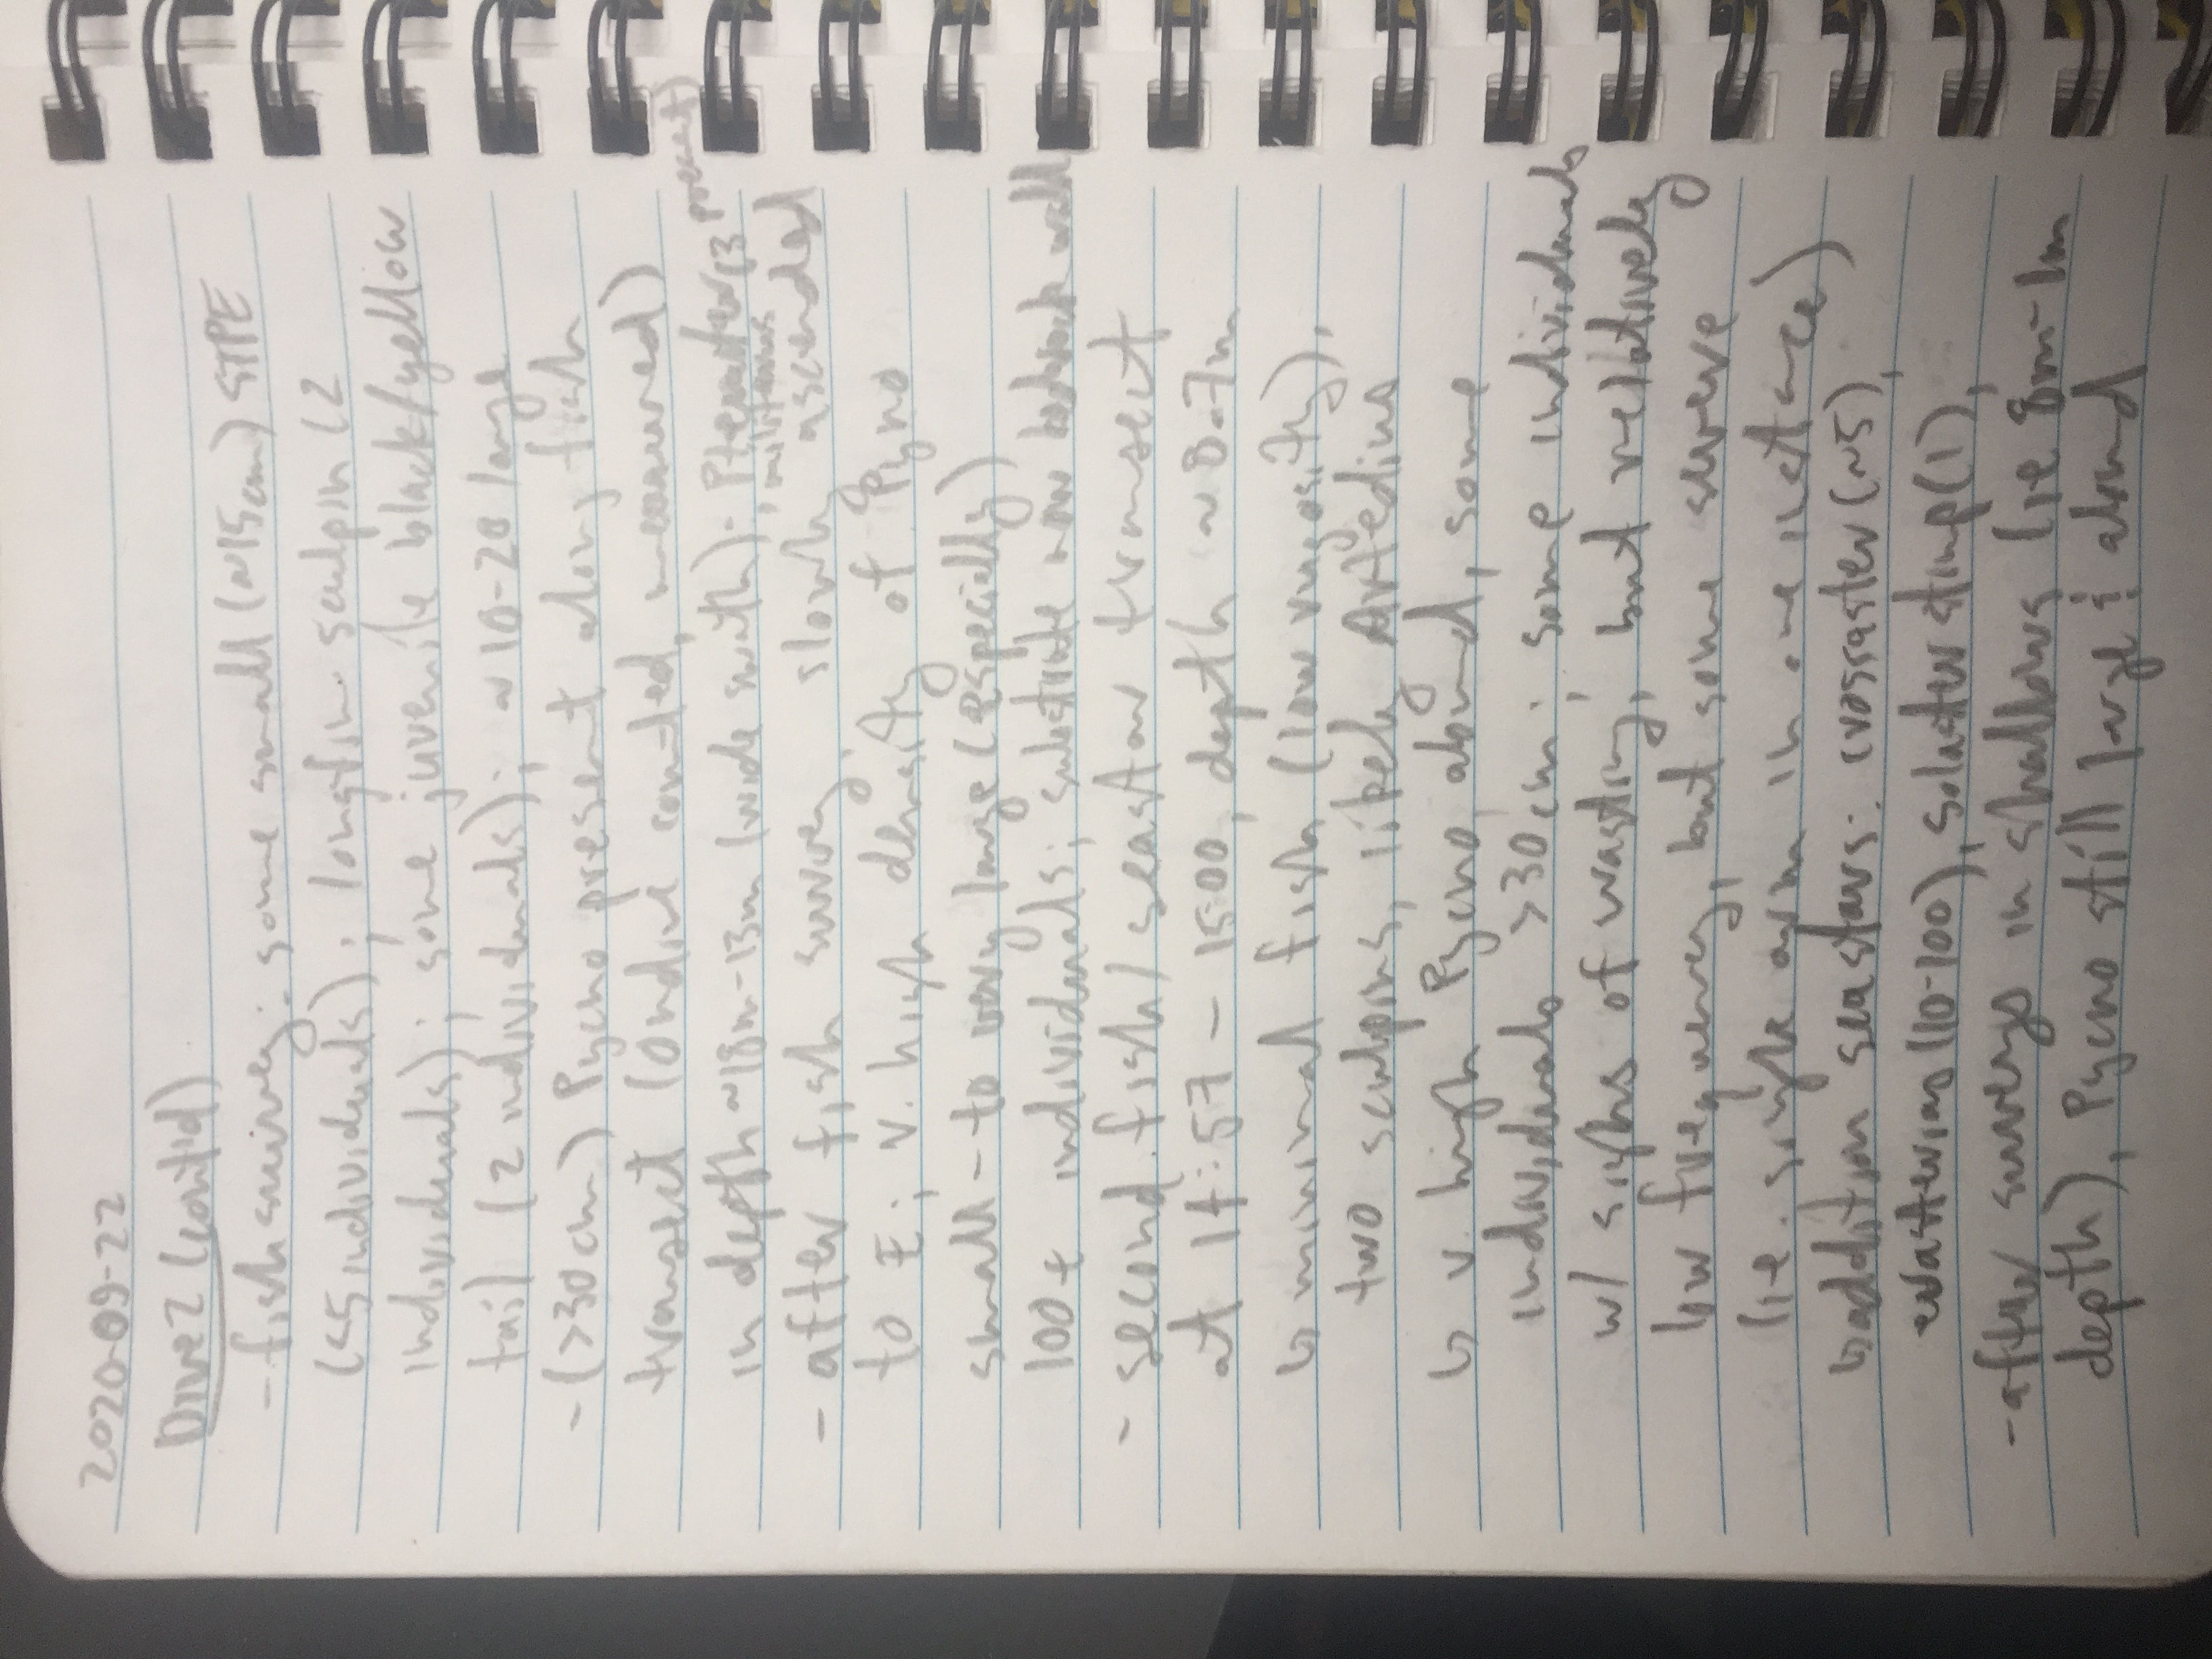 2020-09-22
Dive 2 (cont'd)
- fish survey: some small (~15cm) STPE
(<5 individuals); longfin sculpin (2
individuals); some juvenile black/yellow
tail (2 individuals); ~10-20 large
- (>30cm) Pycno present along fish
transect (Ondine counted, measured)
in depth ~18m-13m (wide swath); Pteraster (3 present)
militaris
- after fish survey, slowly ascended
to E; v. high density of Pyno
small - to very large (especially)
100+ individuals; substrate now bedrock wall
- second fish/seastar transect
at 14:57 - 15:00, depth ~8.7m
↳ minimal fish (low rugosity),
two sculpins, likely Artedius
↳ v. high Pycno abund, some
individuals >30cm; some individuals
w/ signs of wasting, but relatively
low frequency, but some severe
(ie. single arm in one instance)
↳ addition seastars: crossaster (~5),
evasterias (10-100), solaster stimp (1),
- after surveys in shallows (ie 8m-1m
depth), Pycno still large & abund